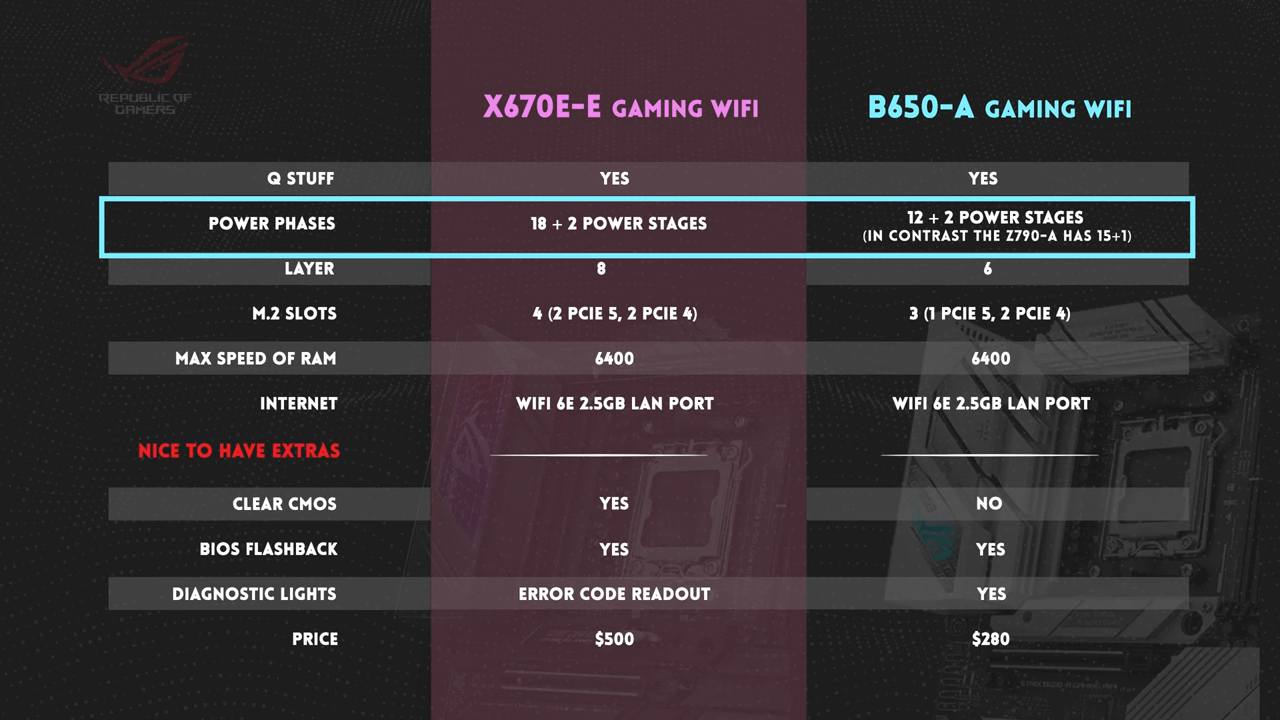 REPUBLIC OF
GAMERS
X670E-E GAMING WIFI
B650-A GAMING WIFI
Q STUFF YES YES
POWER PHASES 18 + 2 POWER STAGES 12 + 2 POWER STAGES
(IN CONTRAST THE Z790-A HAS 15+1)
LAYER 8 6
M.2 SLOTS 4 (2 PCIE 5, 2 PCIE 4) 3 (1 PCIE 5, 2 PCIE 4)
MAX SPEED OF RAM 6400 6400
INTERNET WIFI 6E 2.5GB LAN PORT WIFI 6E 2.5GB LAN PORT
NICE TO HAVE EXTRAS
CLEAR CMOS YES NO
BIOS FLASHBACK YES YES
DIAGNOSTIC LIGHTS ERROR CODE READOUT YES
PRICE $500 $280